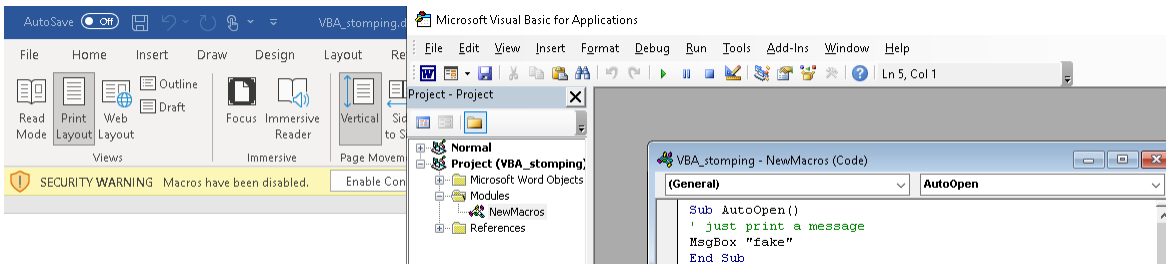 AutoSave Off VBA_stomping.d
File Home Insert Draw Design Layout Re
Read Mode
Print Layout
Web Layout
Outline
Draft
Views
Focus
Immersive Reader
Immersive
Vertical
Sid
to S
Page Movem
SECURITY WARNING Macros have been disabled. Enable Con
Microsoft Visual Basic for Applications
File Edit View Insert Format Debug Run Tools Add-Ins Window Help
Ln 5, Col 1
Project - Project
Normal
Project (VBA_stomping)
Microsoft Word Objects
Modules
NewMacros
References
VBA_stomping - NewMacros (Code)
(General) AutoOpen
Sub AutoOpen()
' just print a message
MsgBox "fake"
End Sub